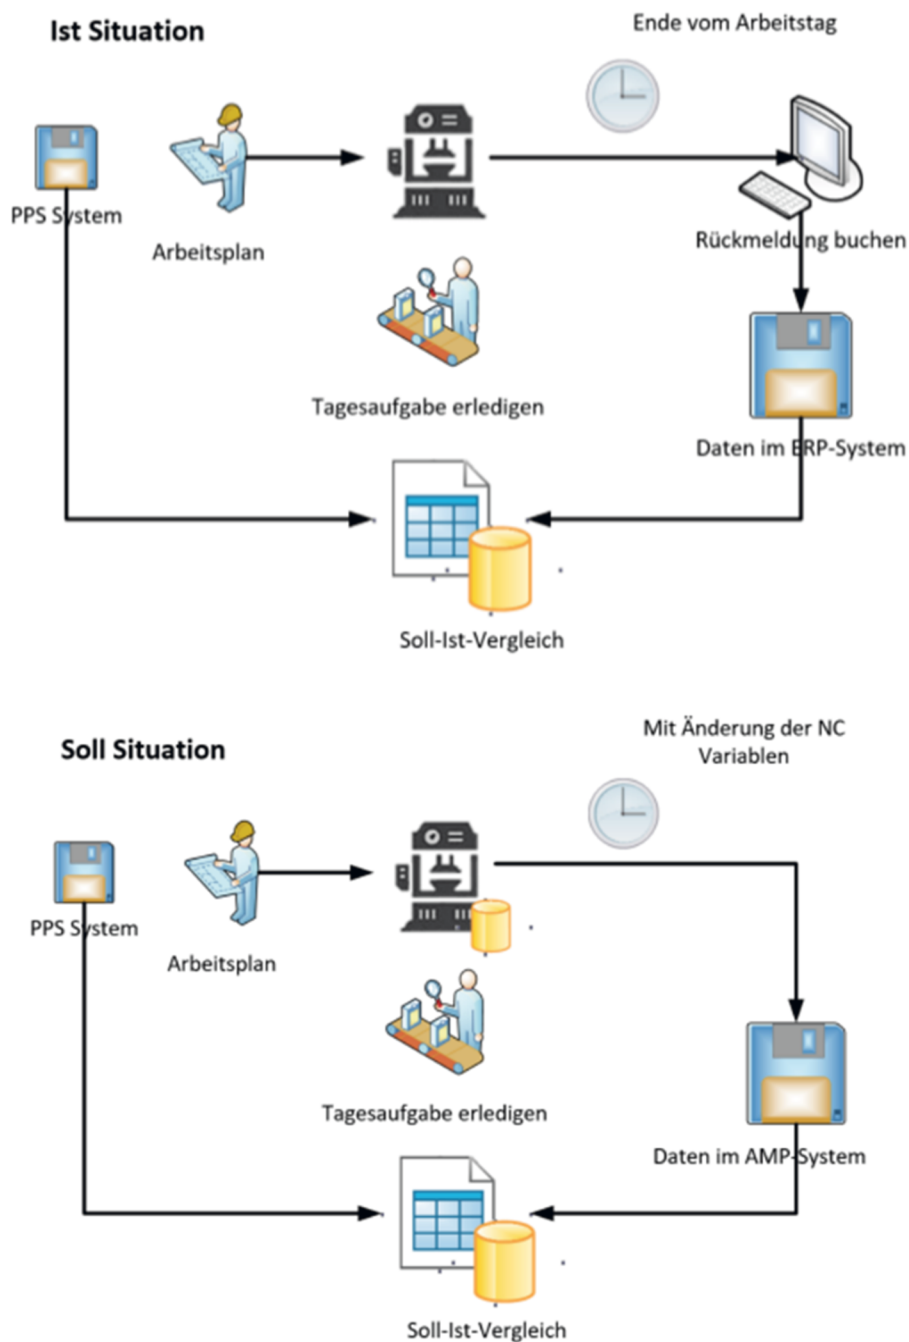 Ist Situation
Ende vom Arbeitstag
PPS System
Arbeitsplan
Rückmeldung buchen
Tagesaufgabe erledigen
Daten im ERP-System
Soll-Ist-Vergleich
Soll Situation
Mit Änderung der NC
Variablen
PPS System
Arbeitsplan
Tagesaufgabe erledigen
Daten im AMP-System
Soll-Ist-Vergleich